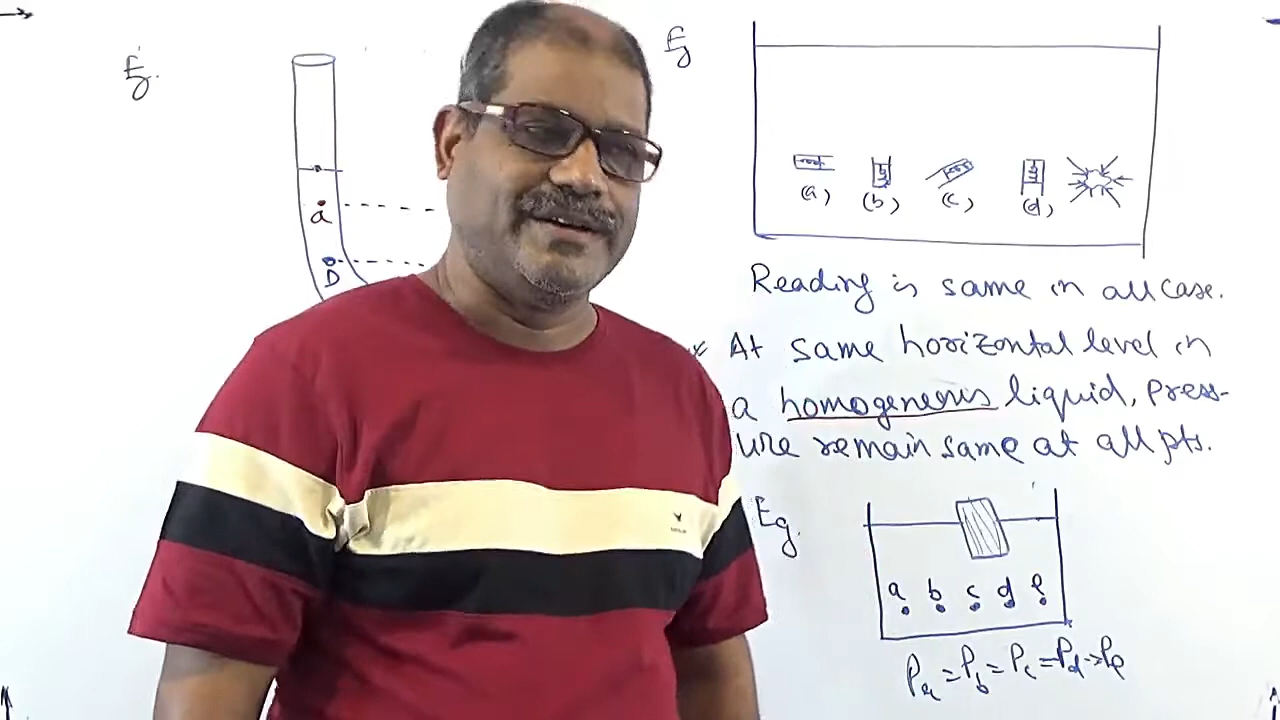 Eg.
a
D
Eg
(a) (b) (c) (d)
Reading is same in all case.
* At same horizontal level in
a homogeneous liquid, press-
ure remain same at all pts.
Eg.
a b c d e
Pa = Pb = Pc = Pd → Pe